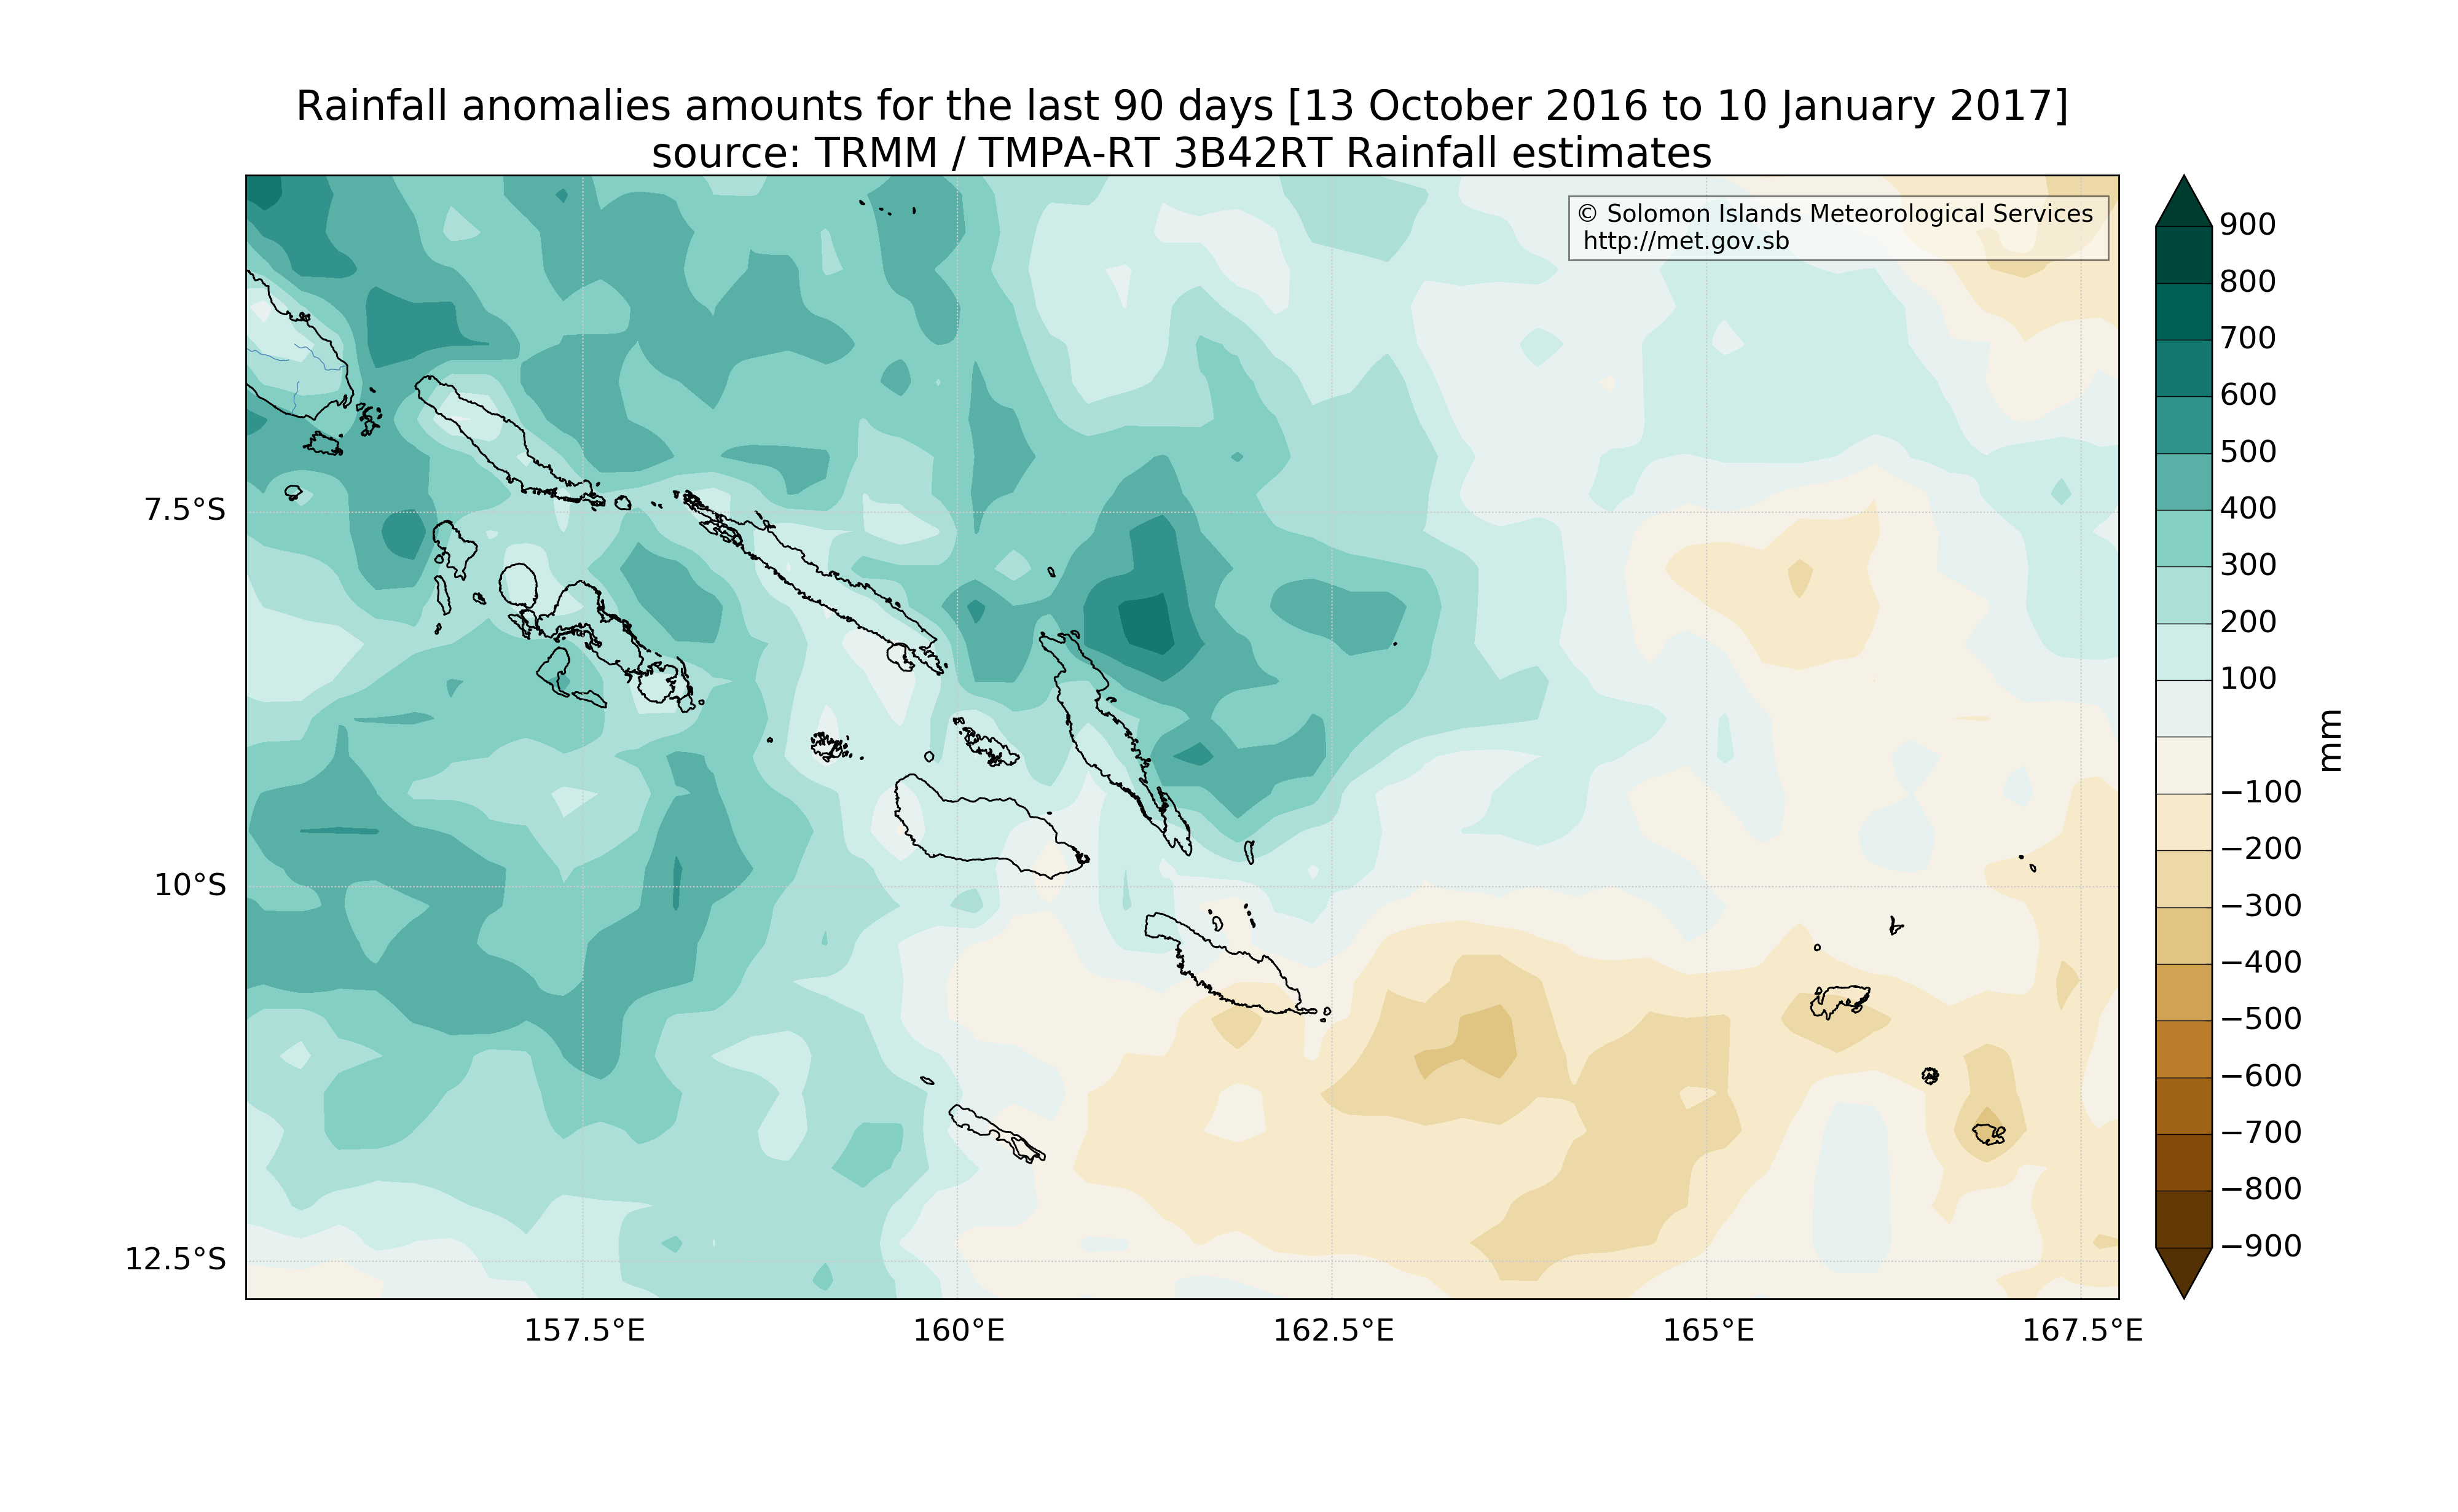 Rainfall anomalies amounts for the last 90 days [13 October 2016 to 10 January 2017]
source: TRMM / TMPA-RT 3B42RT Rainfall estimates
© Solomon Islands Meteorological Services
http://met.gov.sb
7.5°S
10°S
12.5°S
157.5°E
160°E
162.5°E
165°E
167.5°E
900
800
700
600
500
400
300
200
100
−100
−200
−300
−400
−500
−600
−700
−800
−900
mm